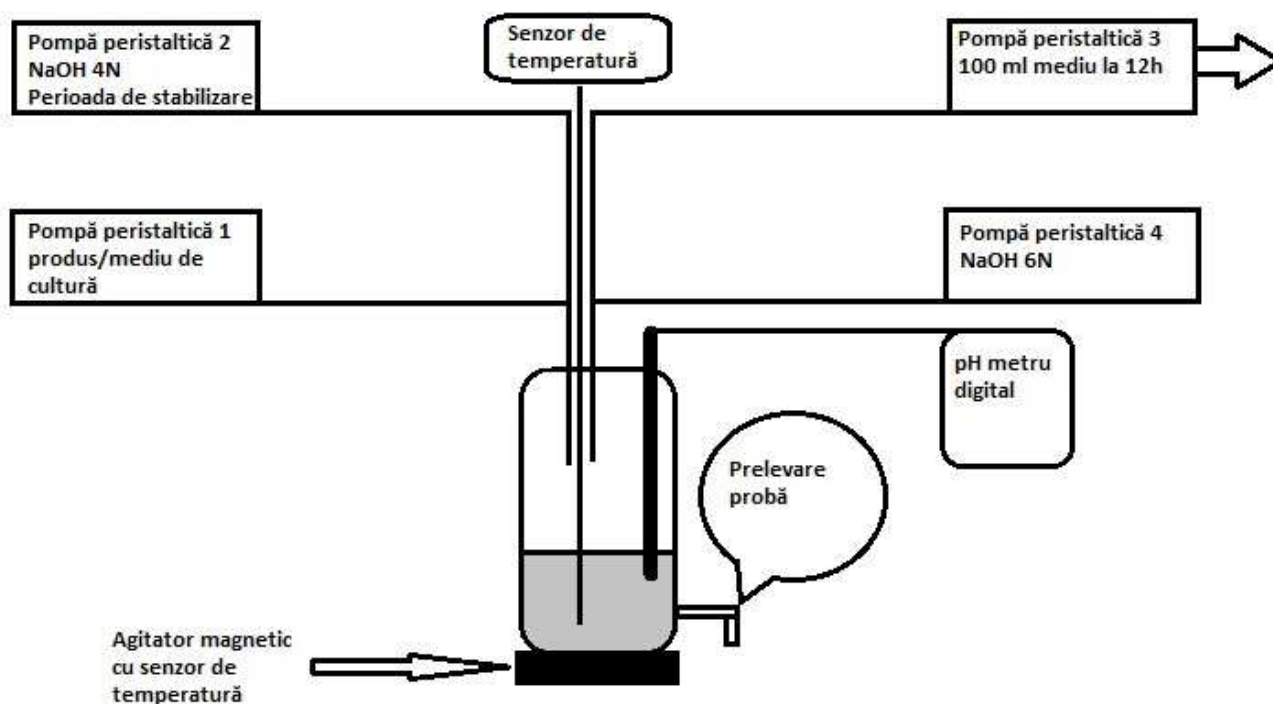 Pompă peristaltică 2
NaOH 4N
Perioada de stabilizare
Senzor de
temperatură
Pompă peristaltică 3
100 ml mediu la 12h
Pompă peristaltică 1
produs/mediu de
cultură
Pompă peristaltică 4
NaOH 6N
pH metru
digital
Prelevare
probă
Agitator magnetic
cu senzor de
temperatură